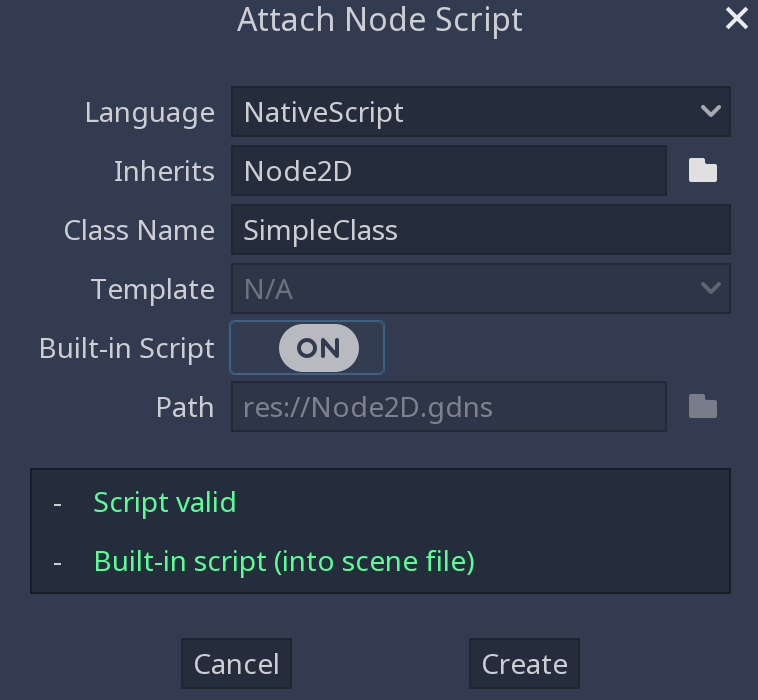 Attach Node Script
Language NativeScript
Inherits Node2D
Class Name SimpleClass
Template N/A
Built-in Script ON
Path res://Node2D.gdns
- Script valid
- Built-in script (into scene file)
Cancel Create